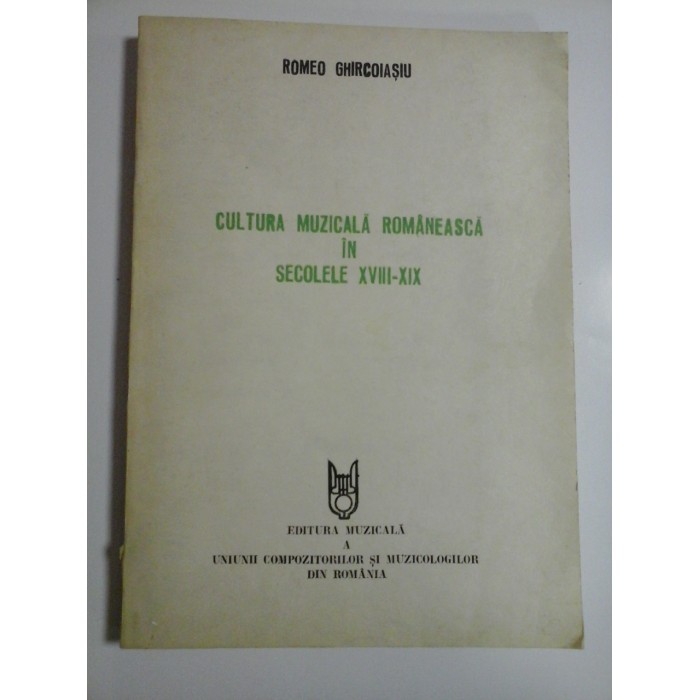 ROMEO GHIRCOIAȘIU
CULTURA MUZICALĂ ROMÂNEASCĂ
ÎN
SECOLELE XVIII-XIX
EDITURA MUZICALĂ
A
UNIUNII COMPOZITORILOR ȘI MUZICOLOGILOR
DIN ROMÂNIA